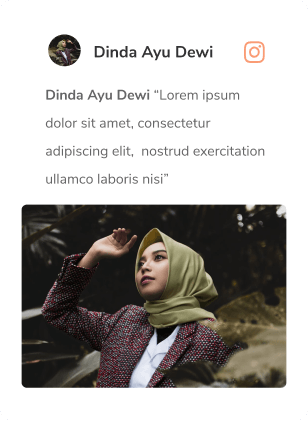 Dinda Ayu Dewi
Dinda Ayu Dewi “Lorem ipsum
dolor sit amet, consectetur
adipiscing elit,  nostrud exercitation
ullamco laboris nisi”